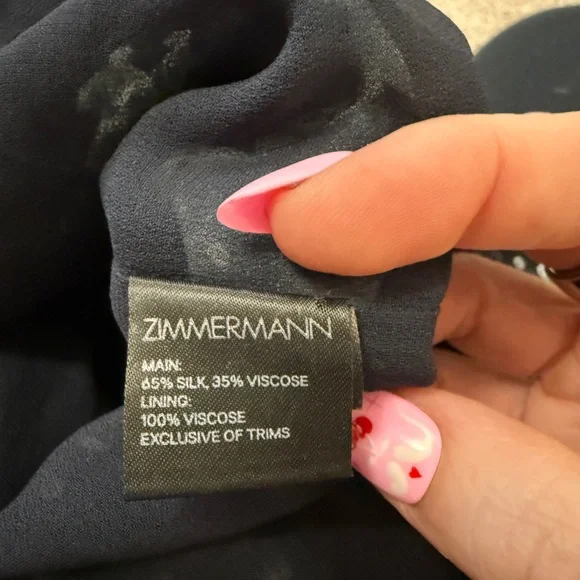 ZIMMERMANN
MAIN:
65% SILK, 35% VISCOSE
LINING:
100% VISCOSE
EXCLUSIVE OF TRIMS